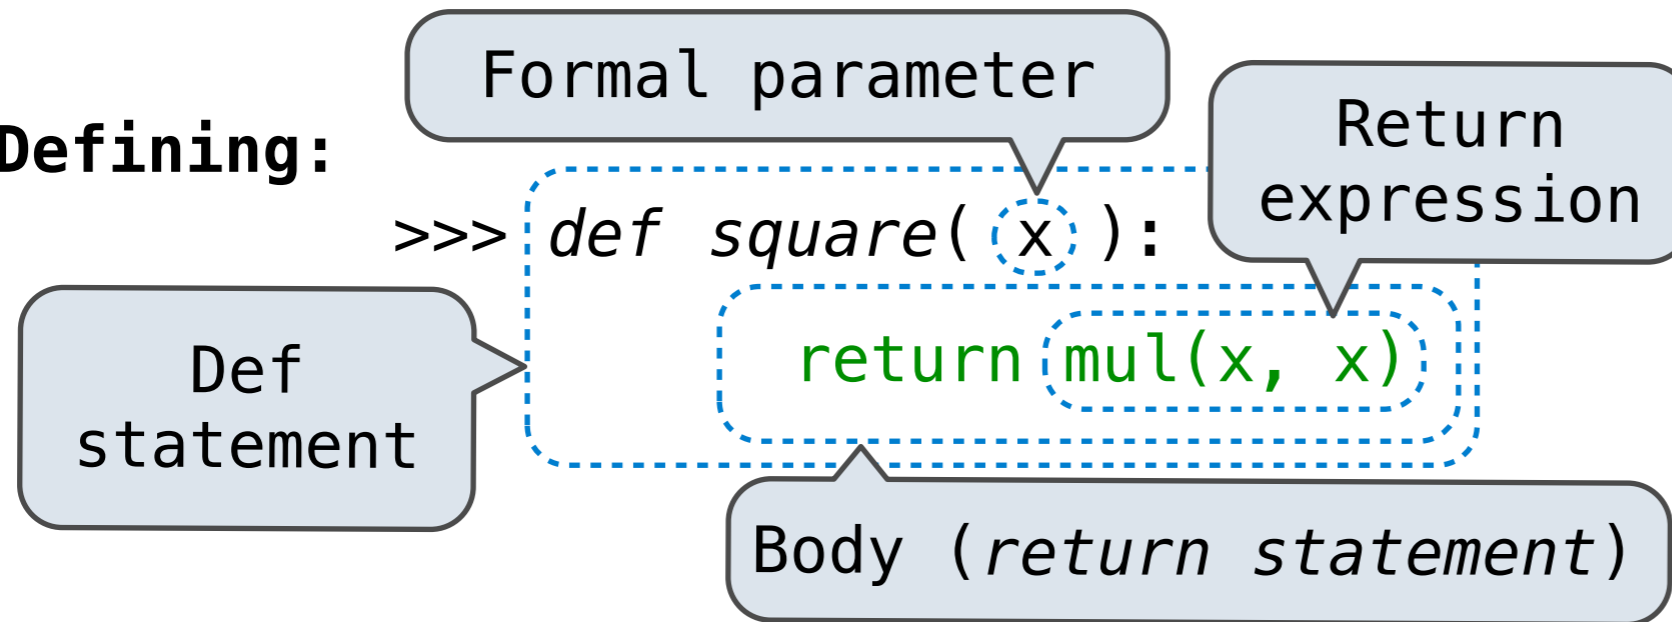 Formal parameter
Return
expression
Defining:
>>> def square( x ):
return mul(x, x)
Def
statement
Body (return statement)